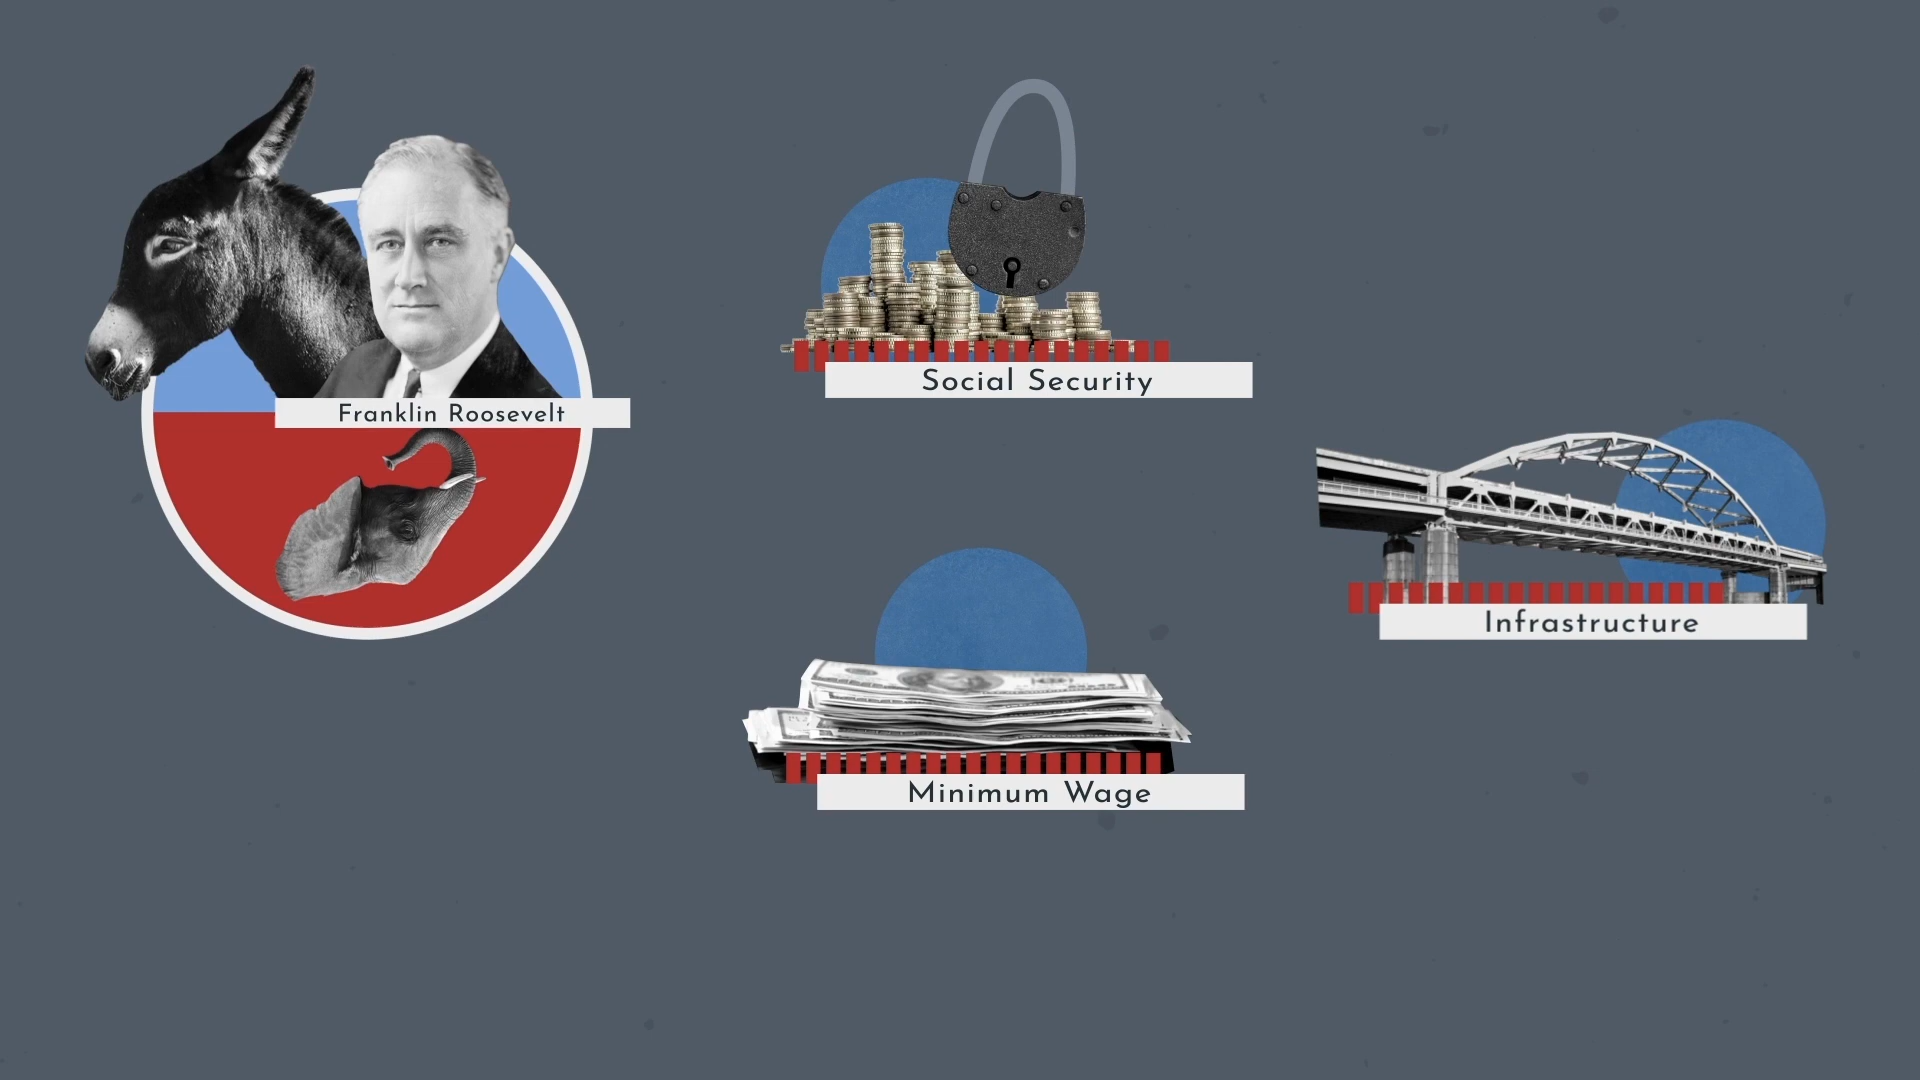 Franklin Roosevelt
Social Security
Infrastructure
Minimum Wage